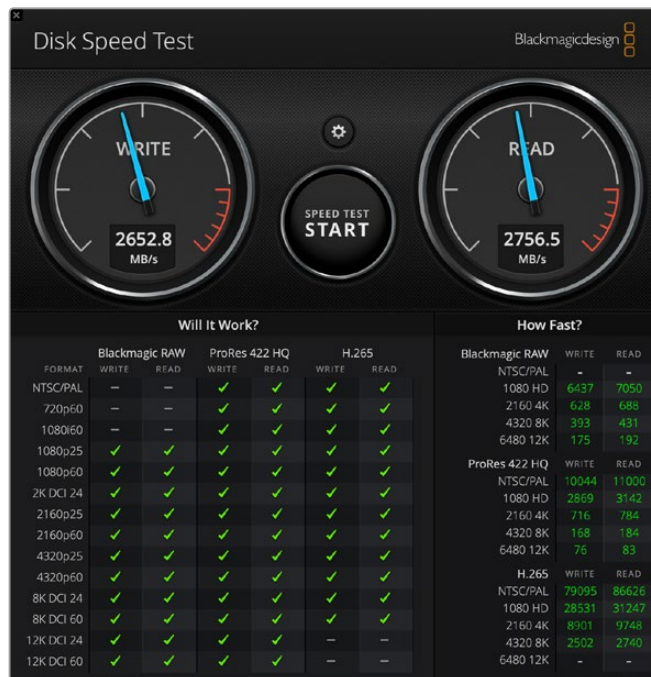 Disk Speed Test
Blackmagicdesign
WRITE
2652.8
MB/s
SPEED TEST
START
READ
2756.5
MB/s
Will It Work?
Blackmagic RAW ProRes 422 HQ H.265
FORMAT WRITE READ WRITE READ WRITE READ
NTSC/PAL – – ✓ ✓ ✓ ✓
720p60 – – ✓ ✓ ✓ ✓
1080i60 – – ✓ ✓ ✓ ✓
1080p25 ✓ ✓ ✓ ✓ ✓ ✓
1080p60 ✓ ✓ ✓ ✓ ✓ ✓
2K DCI 24 ✓ ✓ ✓ ✓ ✓ ✓
2160p25 ✓ ✓ ✓ ✓ ✓ ✓
2160p60 ✓ ✓ ✓ ✓ ✓ ✓
4320p25 ✓ ✓ ✓ ✓ ✓ ✓
4320p60 ✓ ✓ ✓ ✓ ✓ ✓
8K DCI 24 ✓ ✓ ✓ ✓ ✓ ✓
8K DCI 60 ✓ ✓ ✓ ✓ ✓ ✓
12K DCI 24 ✓ ✓ ✓ ✓ – –
12K DCI 60 ✓ ✓ ✓ ✓ – –
How Fast?
Blackmagic RAW WRITE READ
NTSC/PAL - -
1080 HD 6437 7050
2160 4K 628 688
4320 8K 393 431
6480 12K 175 192
ProRes 422 HQ WRITE READ
NTSC/PAL 10044 11000
1080 HD 2869 3142
2160 4K 716 784
4320 8K 168 184
6480 12K 76 83
H.265 WRITE READ
NTSC/PAL 79095 86626
1080 HD 28531 31247
2160 4K 8901 9748
4320 8K 2502 2740
6480 12K - -